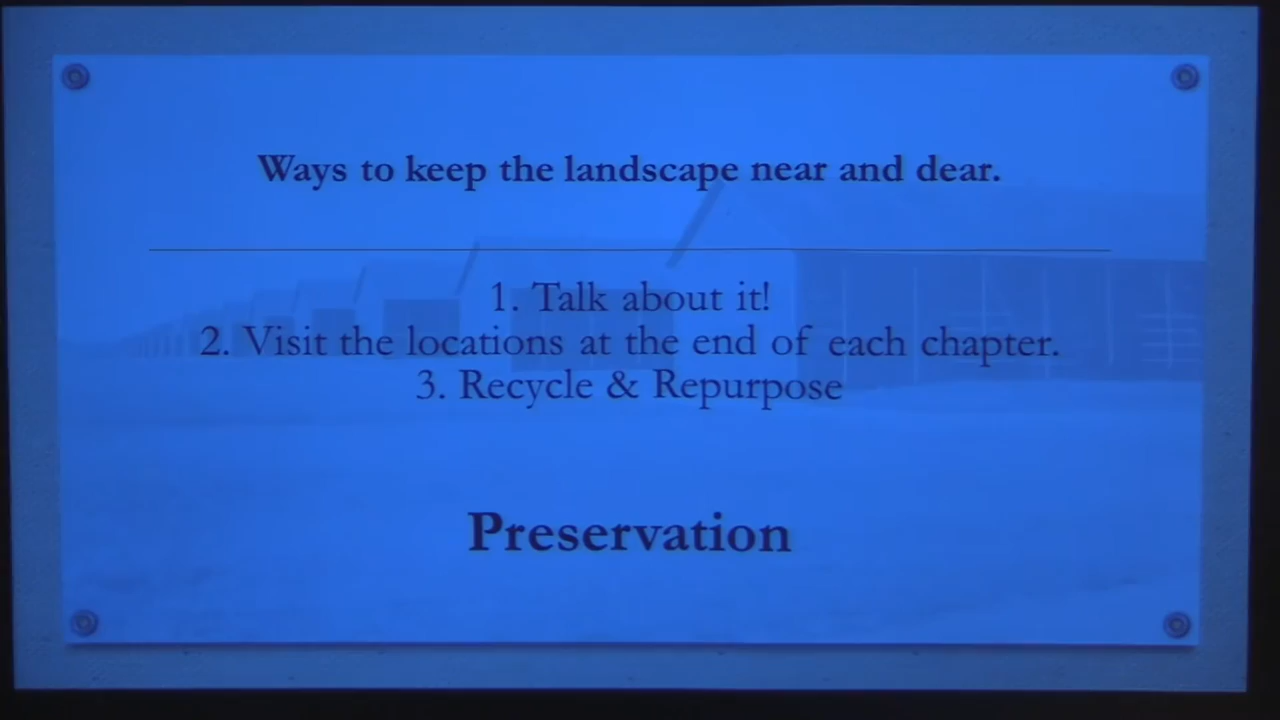 Ways to keep the landscape near and dear.
1. Talk about it!
2. Visit the locations at the end of each chapter.
3. Recycle & Repurpose
Preservation